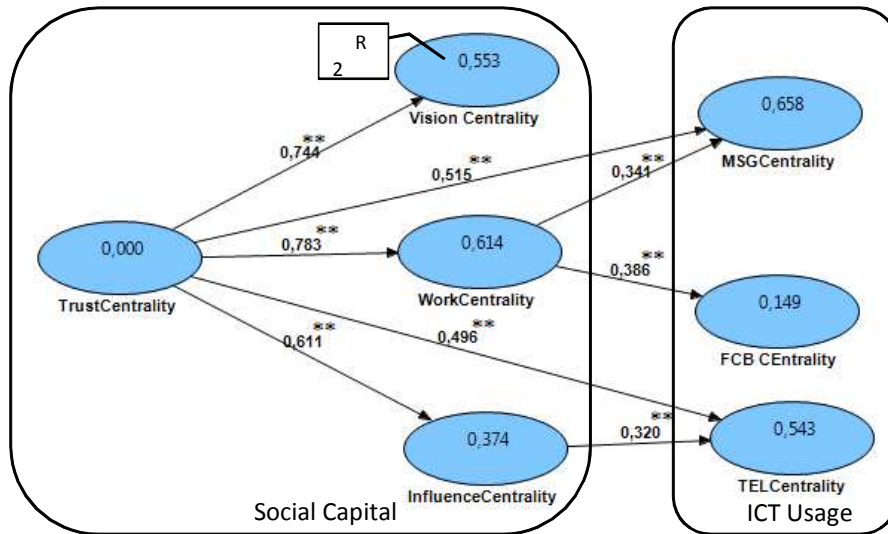 R
2
0,553
Vision Centrality
0,744**
0,515**
0,658
MSGCentrality
0,341**
0,000
TrustCentrality
0,783**
0,614
WorkCentrality
0,386**
0,149
FCB CEntrality
0,611**
0,496**
0,374
InfluenceCentrality
0,320**
0,543
TELCentrality
Social Capital
ICT Usage